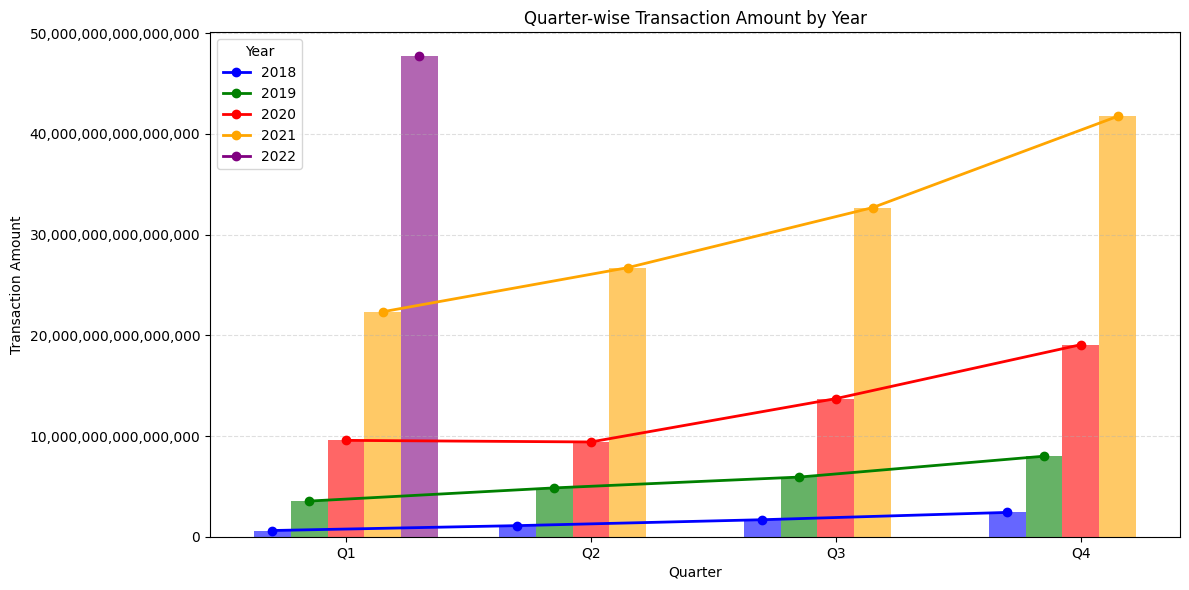 Quarter-wise Transaction Amount by Year
50,000,000,000,000,000
40,000,000,000,000,000
30,000,000,000,000,000
20,000,000,000,000,000
10,000,000,000,000,000
0
Transaction Amount
Year
2018
2019
2020
2021
2022
Q1
Q2
Q3
Q4
Quarter